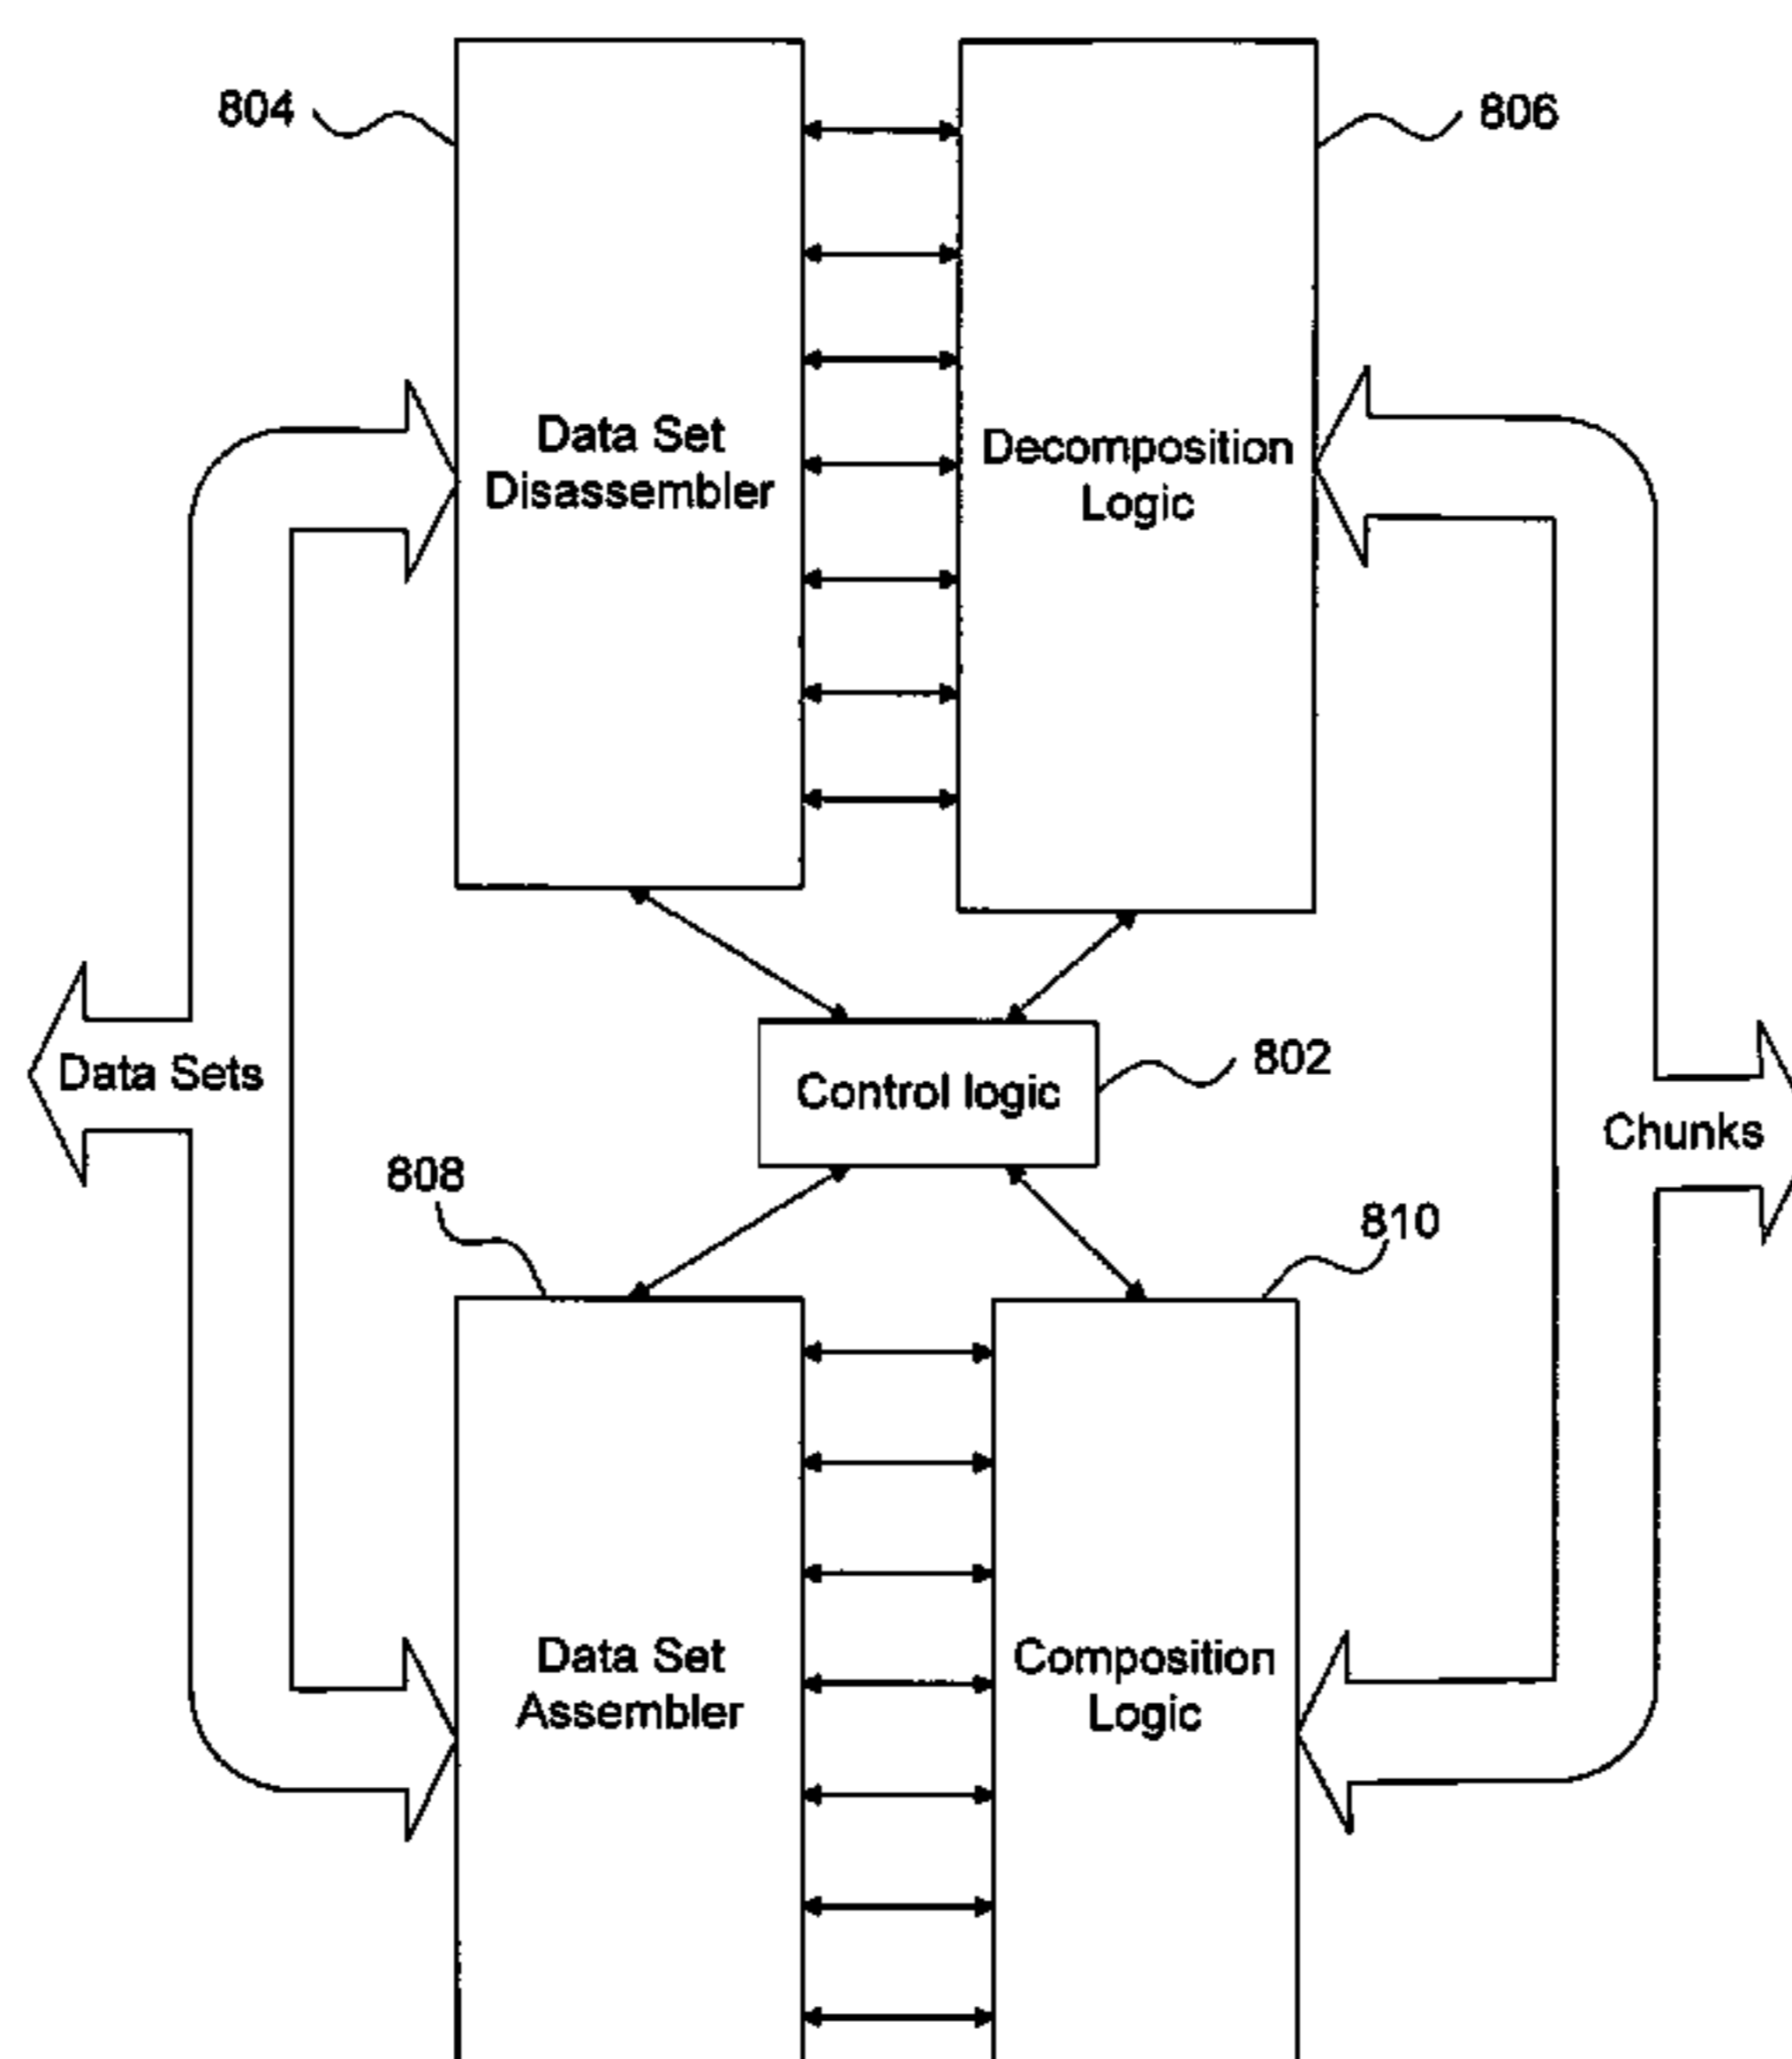 804
806
Data Set
Disassembler
Decomposition
Logic
Data Sets
Control logic
802
Chunks
808
810
Data Set
Assembler
Composition
Logic